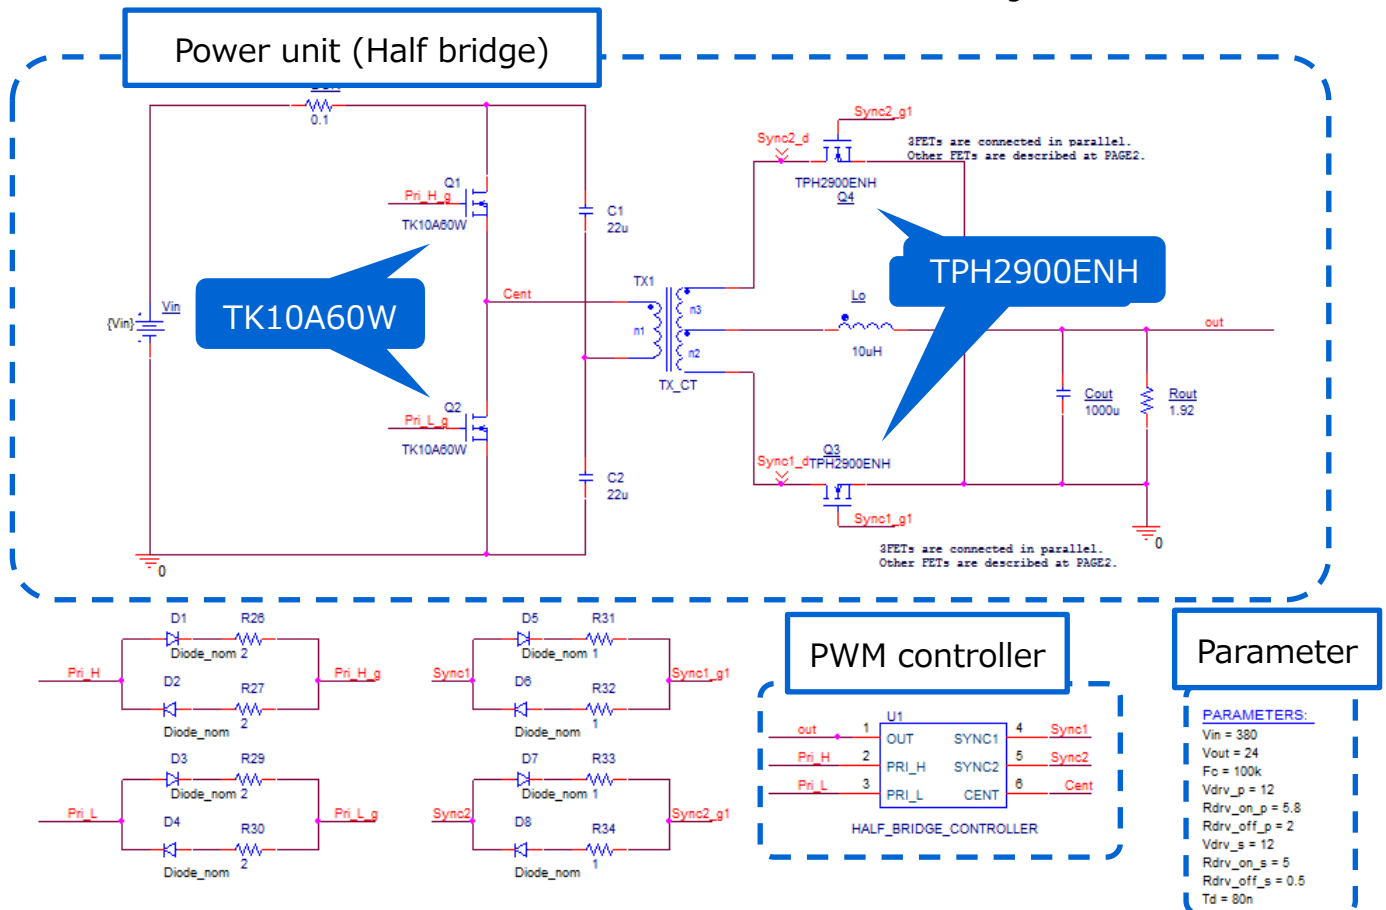 Power unit (Half bridge)
0.1
Sync2_g1
Sync2_d
3FETs are connected in parallel.
Other FETs are described at PAGE2.
TPH2900ENH
Q4
Q1
Pri_H_g
TK10A60W
C1
22u
TPH2900ENH
TX1
Cent
n3
n1
n2
TX_CT
Vin
{Vin}
TK10A60W
Lo
10uH
out
Q2
Pri_L_g
TK10A60W
Cout
1000u
Rout
1.92
Q3
Sync1_d
TPH2900ENH
C2
22u
Sync1_g1
3FETs are connected in parallel.
Other FETs are described at PAGE2.
0
0
D1
R26
Diode_nom
2
Pri_H
Pri_H_g
D2
R27
2
Diode_nom
D5
R31
Diode_nom
1
Sync1
Sync1_g1
D6
R32
1
Diode_nom
D3
R29
Diode_nom
2
Pri_L
Pri_L_g
D4
R30
2
Diode_nom
D7
R33
Diode_nom
1
Sync2
Sync2_g1
D8
R34
1
Diode_nom
PWM controller
U1
out
1
OUT
SYNC1
4
Sync1
Pri_H
2
PRI_H
SYNC2
5
Sync2
Pri_L
3
PRI_L
CENT
6
Cent
HALF_BRIDGE_CONTROLLER
Parameter
PARAMETERS:
Vin = 380
Vout = 24
Fc = 100k
Vdrv_p = 12
Rdrv_on_p = 5.8
Rdrv_off_p = 2
Vdrv_s = 12
Rdrv_on_s = 5
Rdrv_off_s = 0.5
Td = 80n